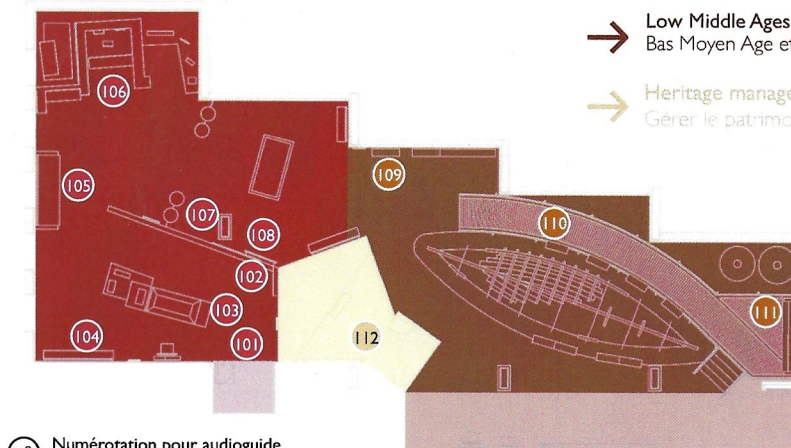 Low Middle Ages
Bas Moyen Age et
Heritage manage
Gérer le patrimo
106
105
107
108
109
110
102
103
111
104
101
112
Numérotation pour audioguide